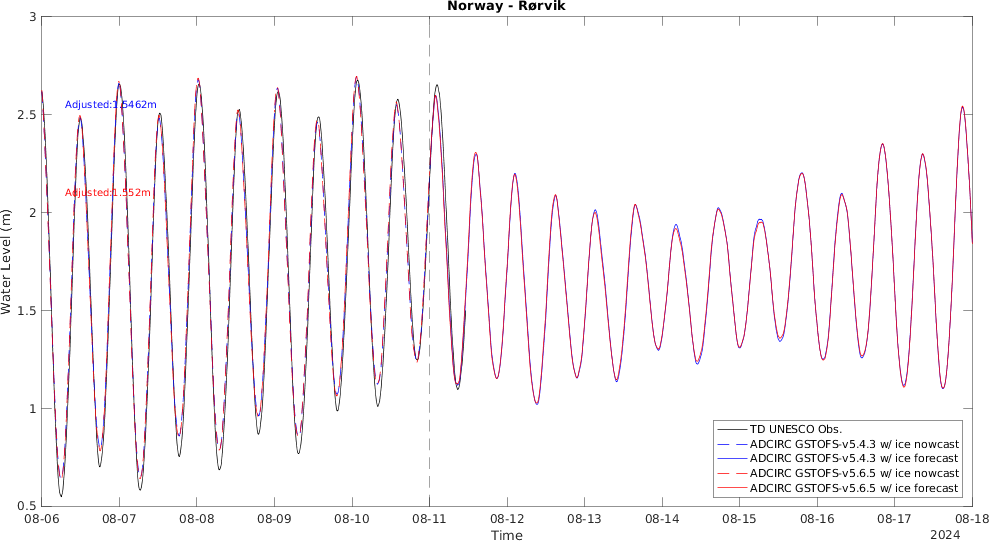 Norway - Rørvik
3
2.5
2
1.5
1
0.5
Water Level (m)
Adjusted:1.5462m
Adjusted:1.552m
TD UNESCO Obs.
ADCIRC GSTOFS-v5.4.3 w/ ice nowcast
ADCIRC GSTOFS-v5.4.3 w/ ice forecast
ADCIRC GSTOFS-v5.6.5 w/ ice nowcast
ADCIRC GSTOFS-v5.6.5 w/ ice forecast
08-06 08-07 08-08 08-09 08-10 08-11 08-12 08-13 08-14 08-15 08-16 08-17 08-18
Time
2024